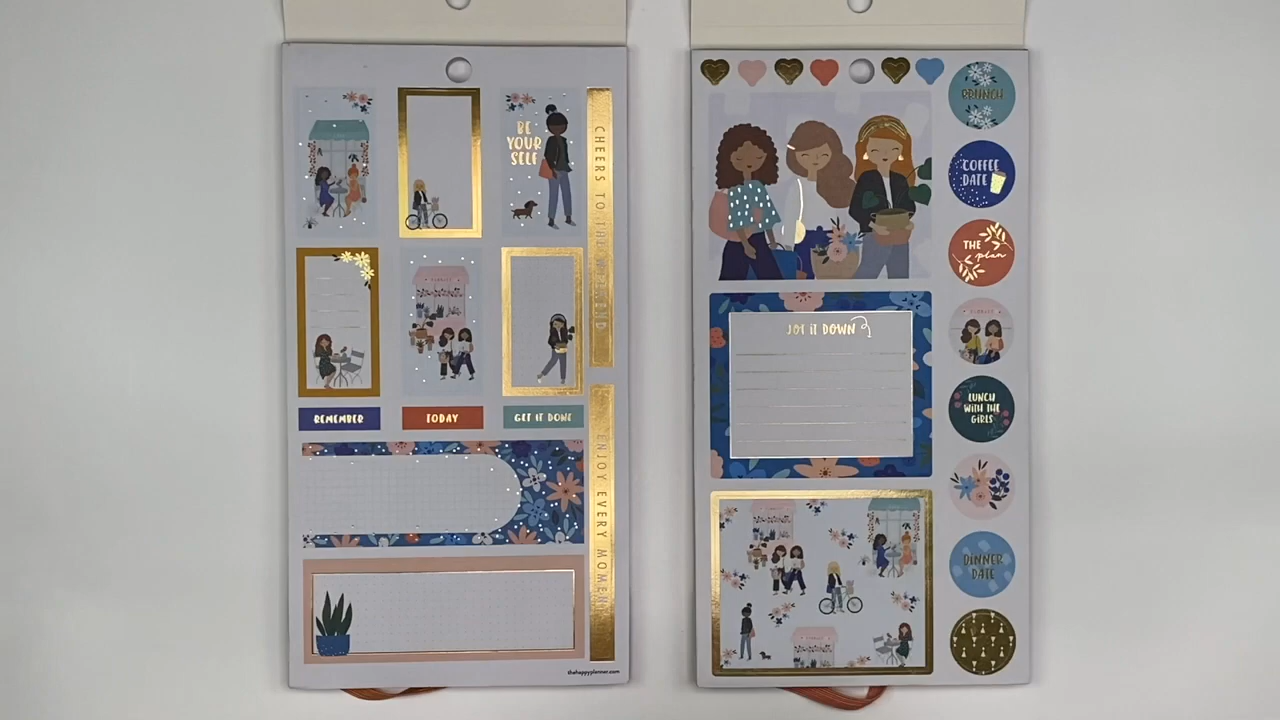 BE
YOUR
SELF
CHEERS TO THE WEEKEND
REMEMBER
TODAY
GET IT DONE
ENJOY EVERY MOMENT
thehappyplanner.com
BRUNCH
COFFEE
DATE
THE
plan
JOT IT DOWN
LUNCH
WITH THE
GIRLS
DINNER
DATE